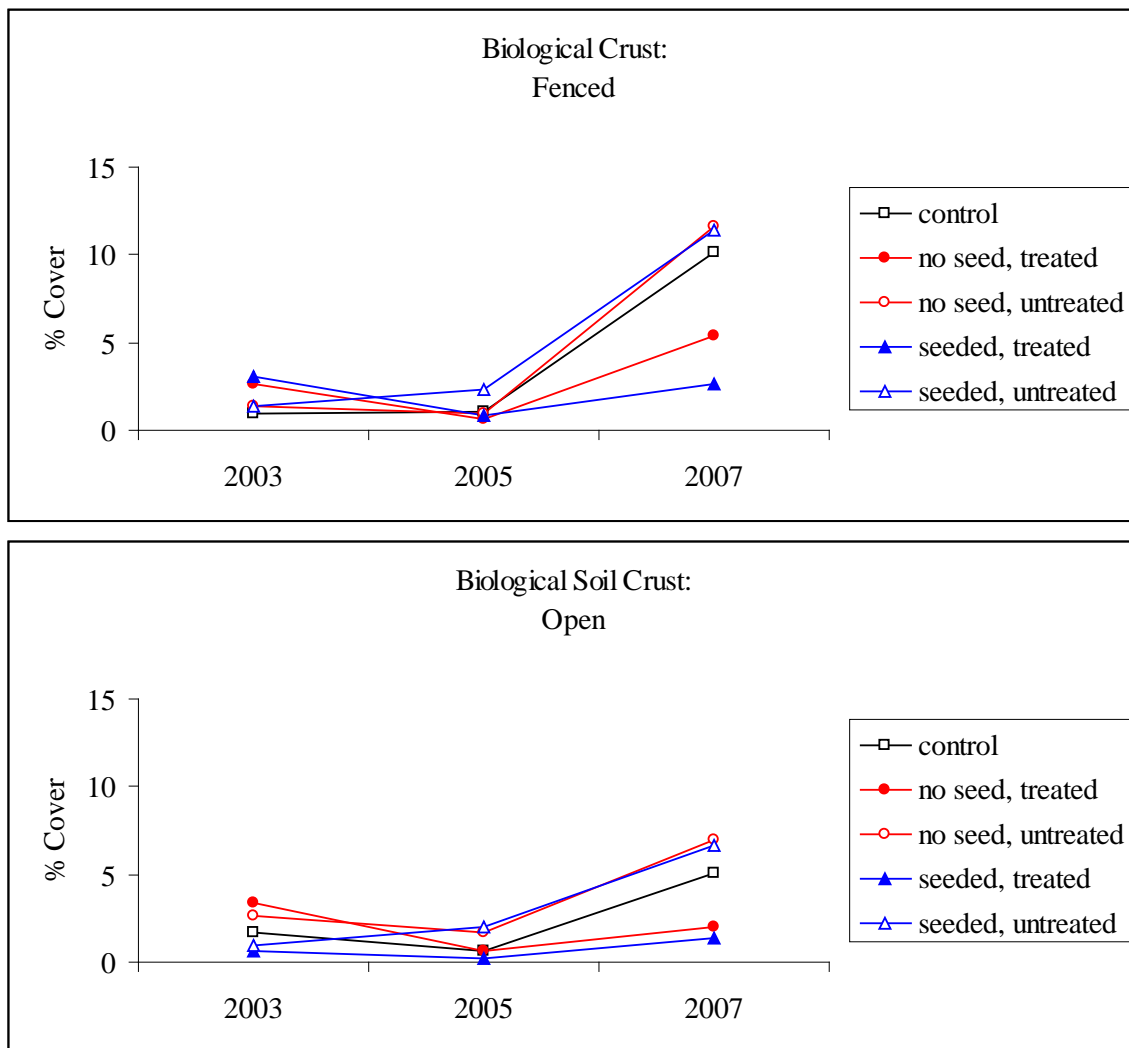 Biological Crust:
Fenced
15
10
5
0
% Cover
2003 2005 2007
control
no seed, treated
no seed, untreated
seeded, treated
seeded, untreated
Biological Soil Crust:
Open
15
10
5
0
% Cover
2003 2005 2007
control
no seed, treated
no seed, untreated
seeded, treated
seeded, untreated